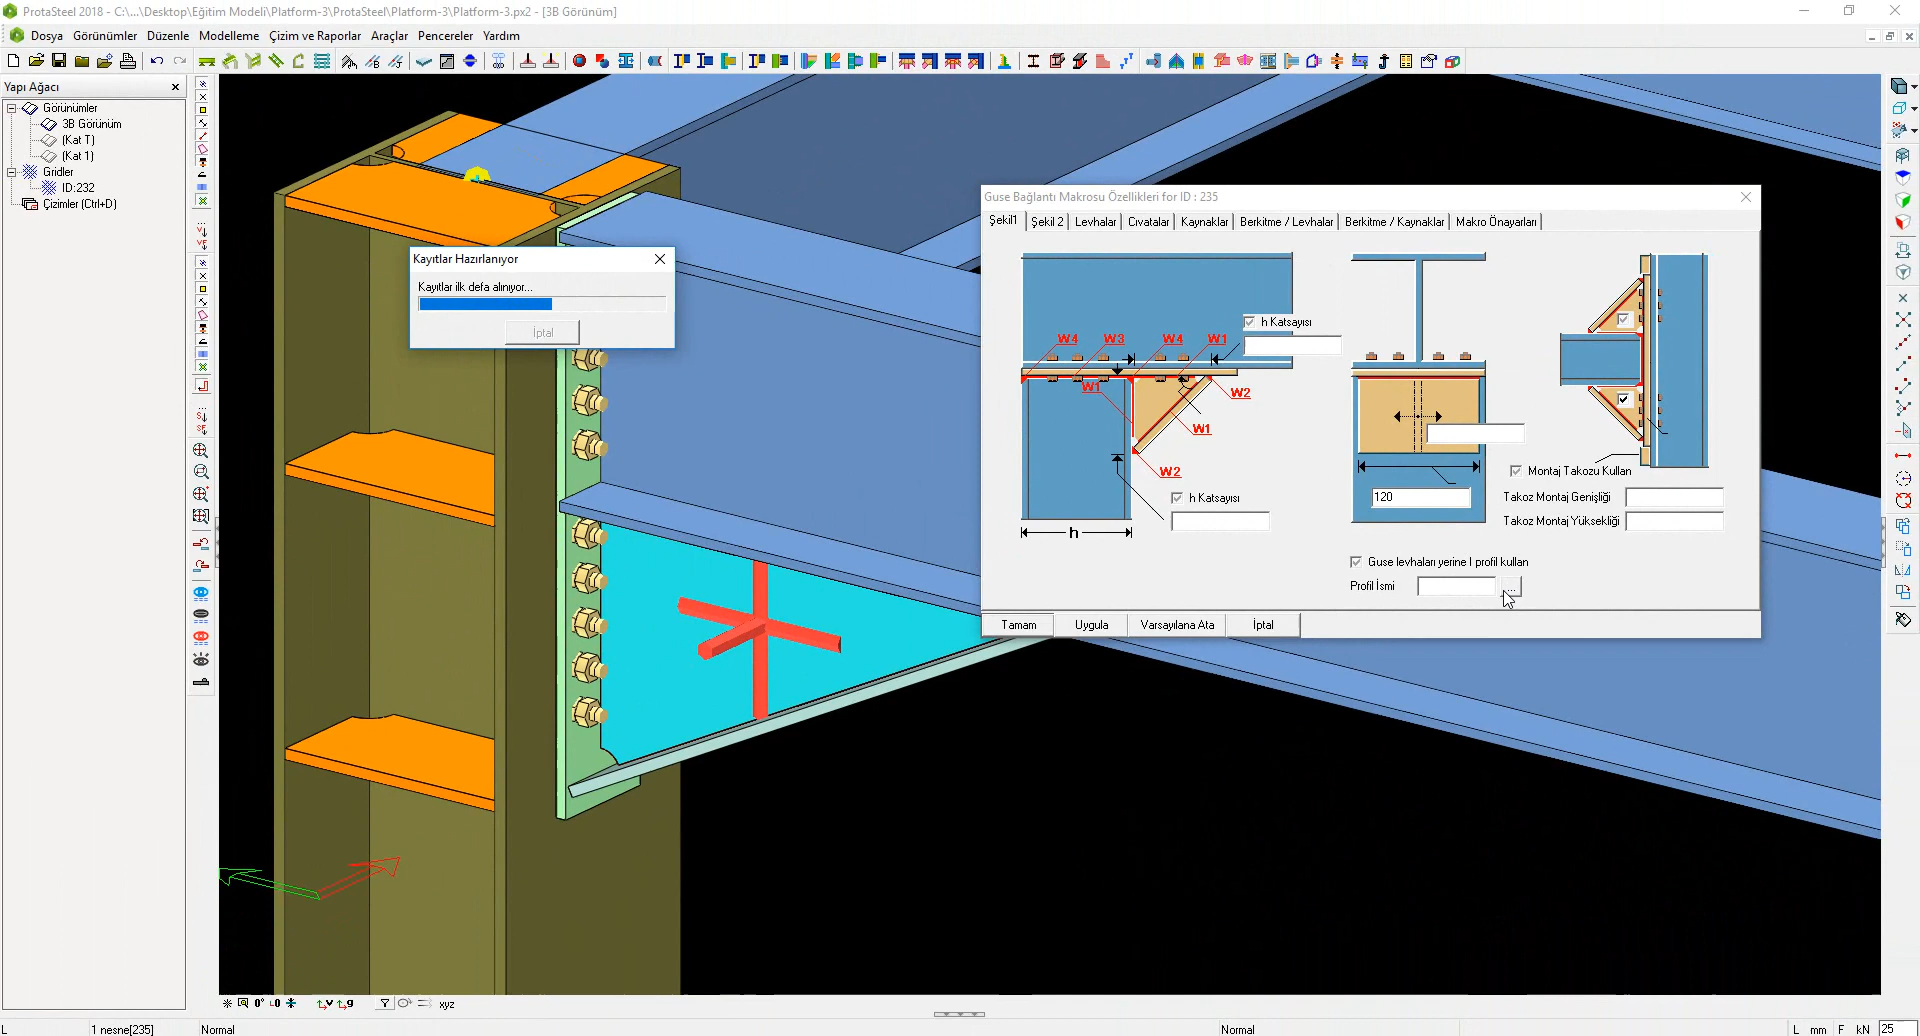 ProtaSteel 2018 - C:\...\Desktop\Eğitim Modeli\Platform-3\ProtaSteel\Platform-3\Platform-3.px2 - [3B Görünüm]
Dosya Görünümler Düzenle Modelleme Çizim ve Raporlar Araçlar Pencereler Yardım
Yapı Ağacı
Görünümler
3B Görünüm
(Kat T)
(Kat 1)
Gridler
ID:232
Çizimler (Ctrl+D)
Kayıtlar Hazırlanıyor
Kayıtlar ilk defa alınıyor...
İptal
Guse Bağlantı Makrosu Özellikleri for ID : 235
Şekil1 Şekil 2 Levhalar Cıvatalar Kaynaklar Berkitme / Levhalar Berkitme / Kaynaklar Makro Önayarları
h Katsayısı
W4 W3 W4 W1
W1 W2
W1
W2
h Katsayısı
h
120
Montaj Takozu Kullan
Takoz Montaj Genişliği
Takoz Montaj Yüksekliği
Guse levhaları yerine I profil kullan
Profil İsmi ...
Tamam Uygula Varsayılana Ata İptal
xyz
L 1 nesne[235] Normal Normal L mm F kN 25